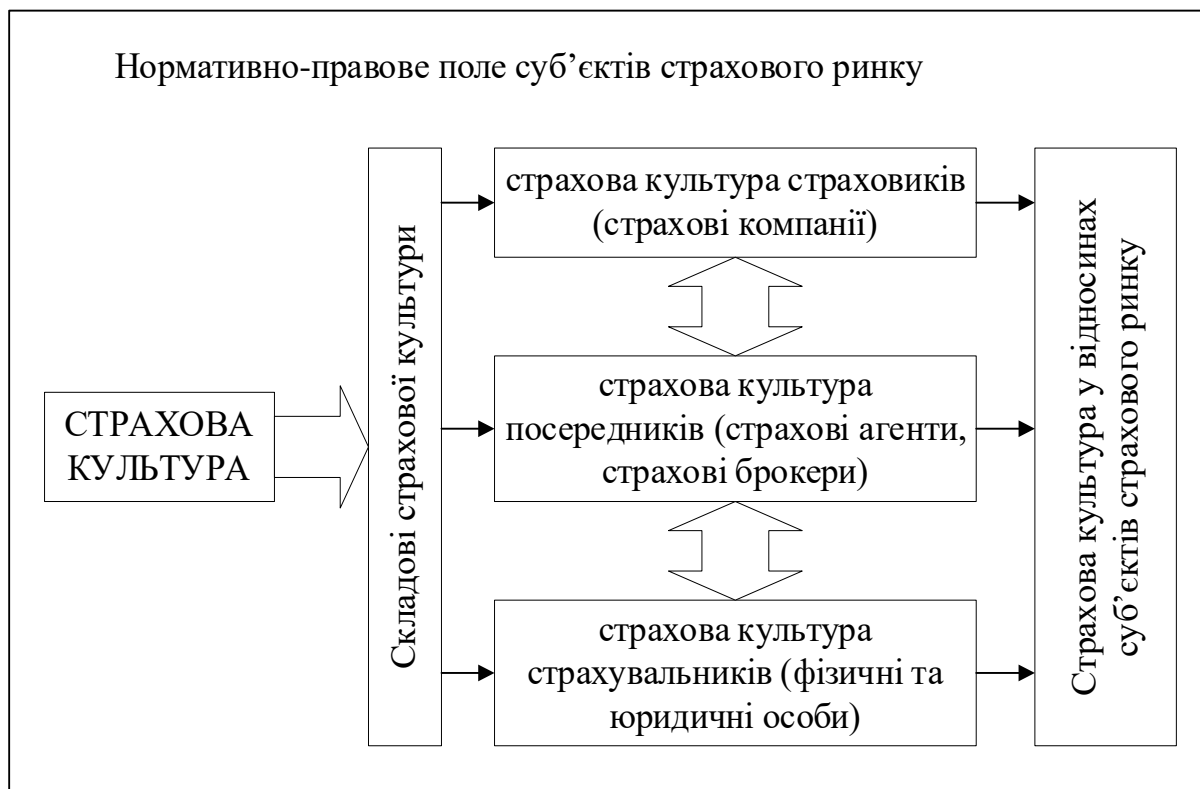 Нормативно-правове поле суб’єктів страхового ринку
СТРАХОВА
КУЛЬТУРА
Складові страхової культури
страхова культура страховиків
(страхові компанії)
страхова культура
посередників (страхові агенти,
страхові брокери)
страхова культура
страхувальників (фізичні та
юридичні особи)
Страхова культура у відносинах
суб’єктів страхового ринку